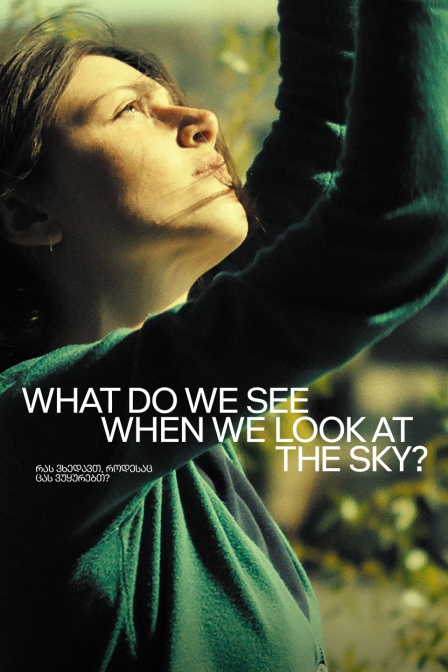 WHAT DO WE SEE
WHEN WE LOOK AT
THE SKY?
ᲠᲐᲡ ᲕᲮᲔᲓᲐᲕᲗ, ᲠᲝᲓᲔᲡᲐᲪ
ᲪᲐᲡ ᲕᲣᲧᲣᲠᲔᲑᲗ?